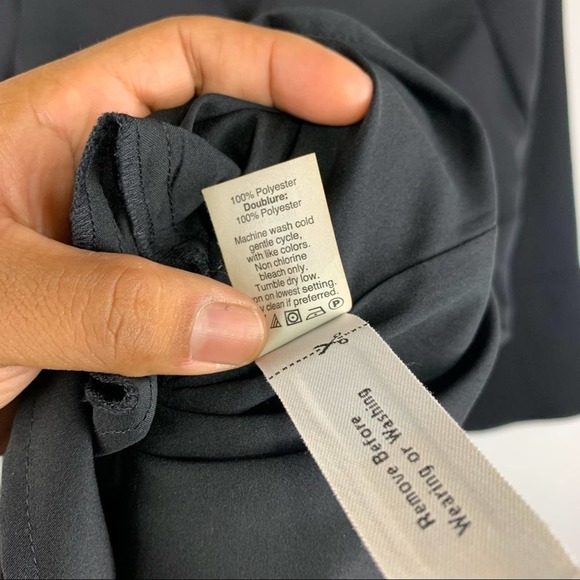 100% Polyester
Doublure:
100% Polyester
Machine wash cold
gentle cycle,
with like colors.
Non chlorine
bleach only.
Tumble dry low.
on on lowest setting.
clean if preferred.
P
Remove Before
Wearing or Washing